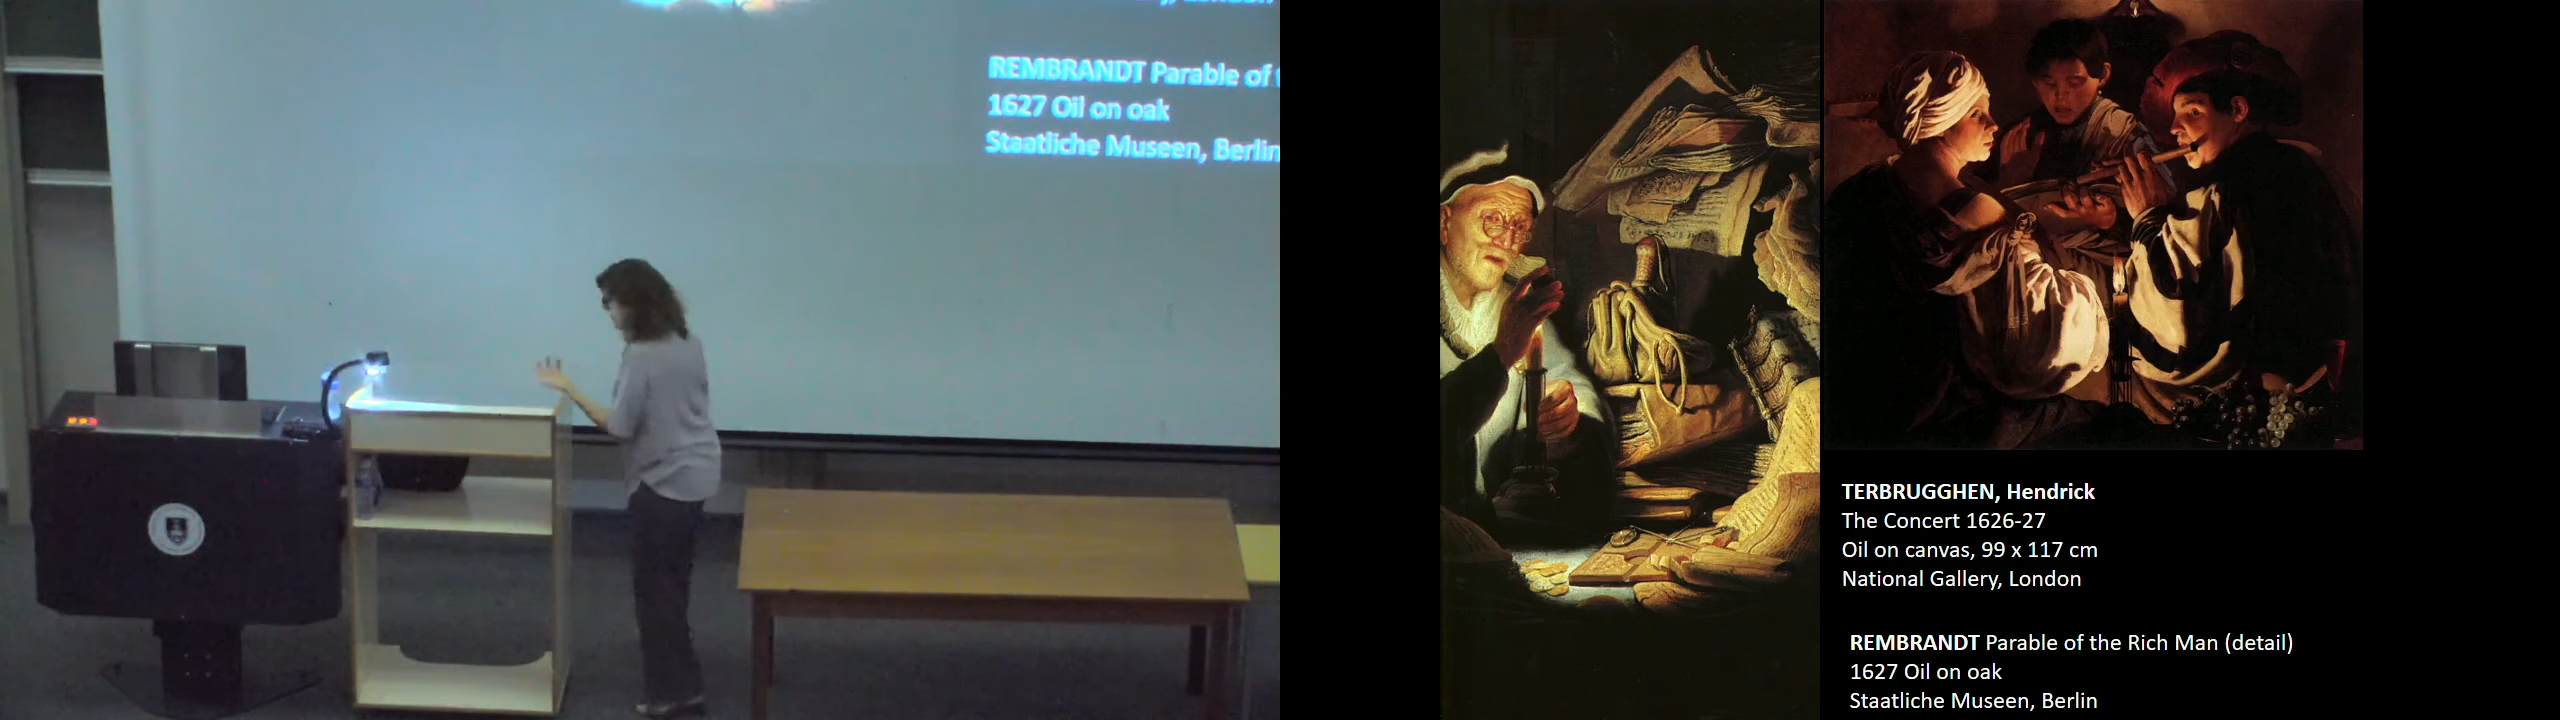 REMBRANDT Parable of
1627 Oil on oak
Staatliche Museen, Berlin
TERBRUGGHEN, Hendrick
The Concert 1626-27
Oil on canvas, 99 x 117 cm
National Gallery, London
REMBRANDT Parable of the Rich Man (detail)
1627 Oil on oak
Staatliche Museen, Berlin